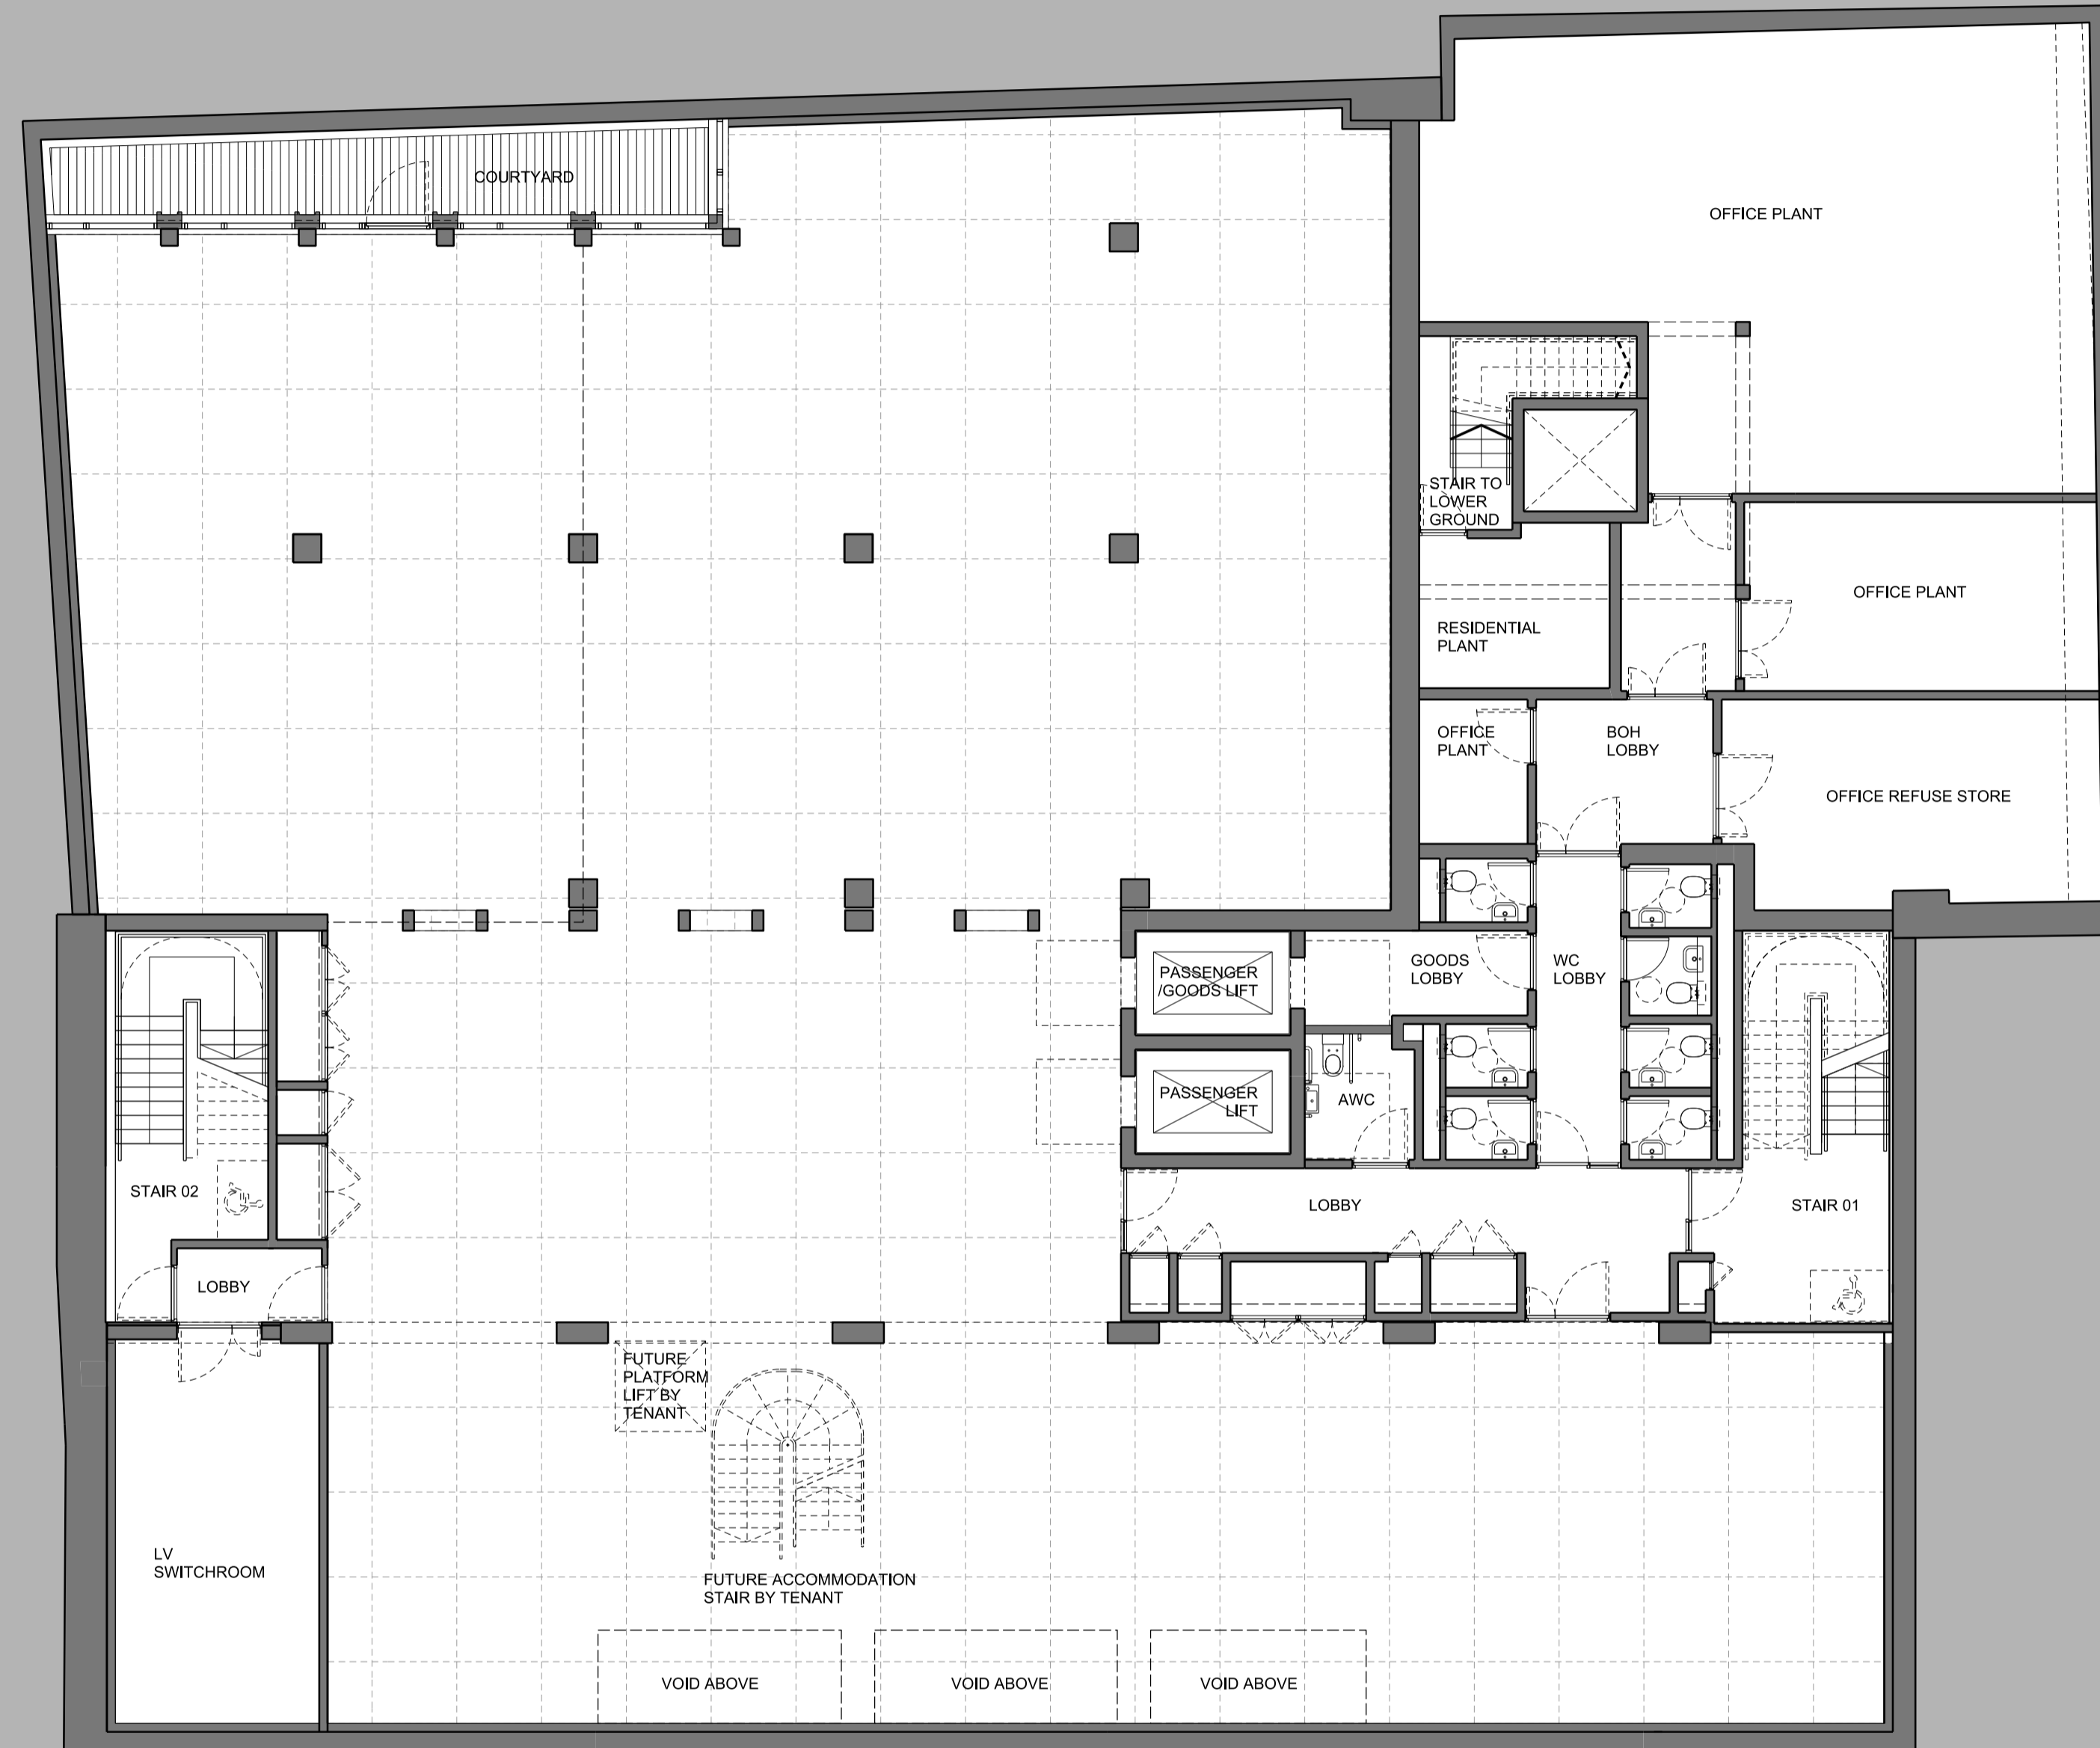 COURTYARD
OFFICE PLANT
STAIR TO
LOWER
GROUND
OFFICE PLANT
RESIDENTIAL
PLANT
OFFICE
PLANT
BOH
LOBBY
OFFICE REFUSE STORE
PASSENGER
/GOODS LIFT
GOODS
LOBBY
WC
LOBBY
PASSENGER
LIFT
AWC
STAIR 02
LOBBY
STAIR 01
LOBBY
FUTURE
PLATFORM
LIFT BY
TENANT
LV
SWITCHROOM
FUTURE ACCOMMODATION
STAIR BY TENANT
VOID ABOVE
VOID ABOVE
VOID ABOVE